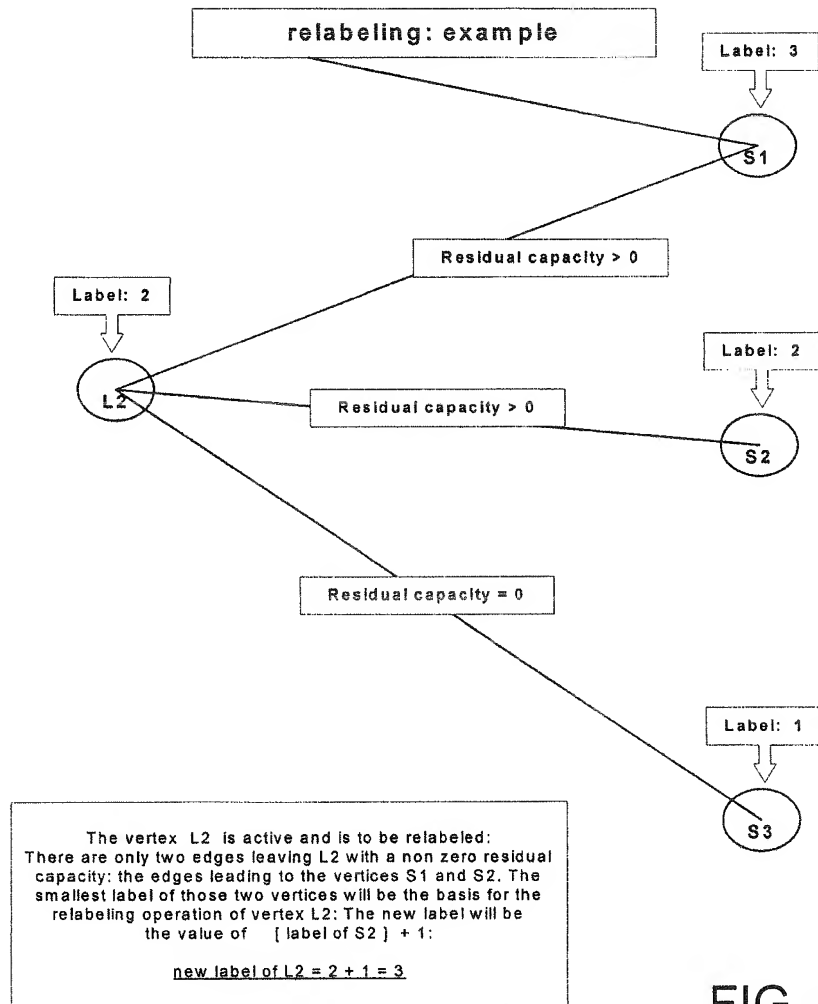 relabeling: example
Label: 3
S1
Residual capacity > 0
Label: 2
L2
Label: 2
Residual capacity > 0
S2
Residual capacity = 0
Label: 1
S3
The vertex L2 is active and is to be relabeled:
There are only two edges leaving L2 with a non zero residual
capacity: the edges leading to the vertices S1 and S2. The
smallest label of those two vertices will be the basis for the
relabeling operation of vertex L2: The new label will be
the value of [ label of S2 ] + 1:
new label of L2 = 2 + 1 = 3
FIG